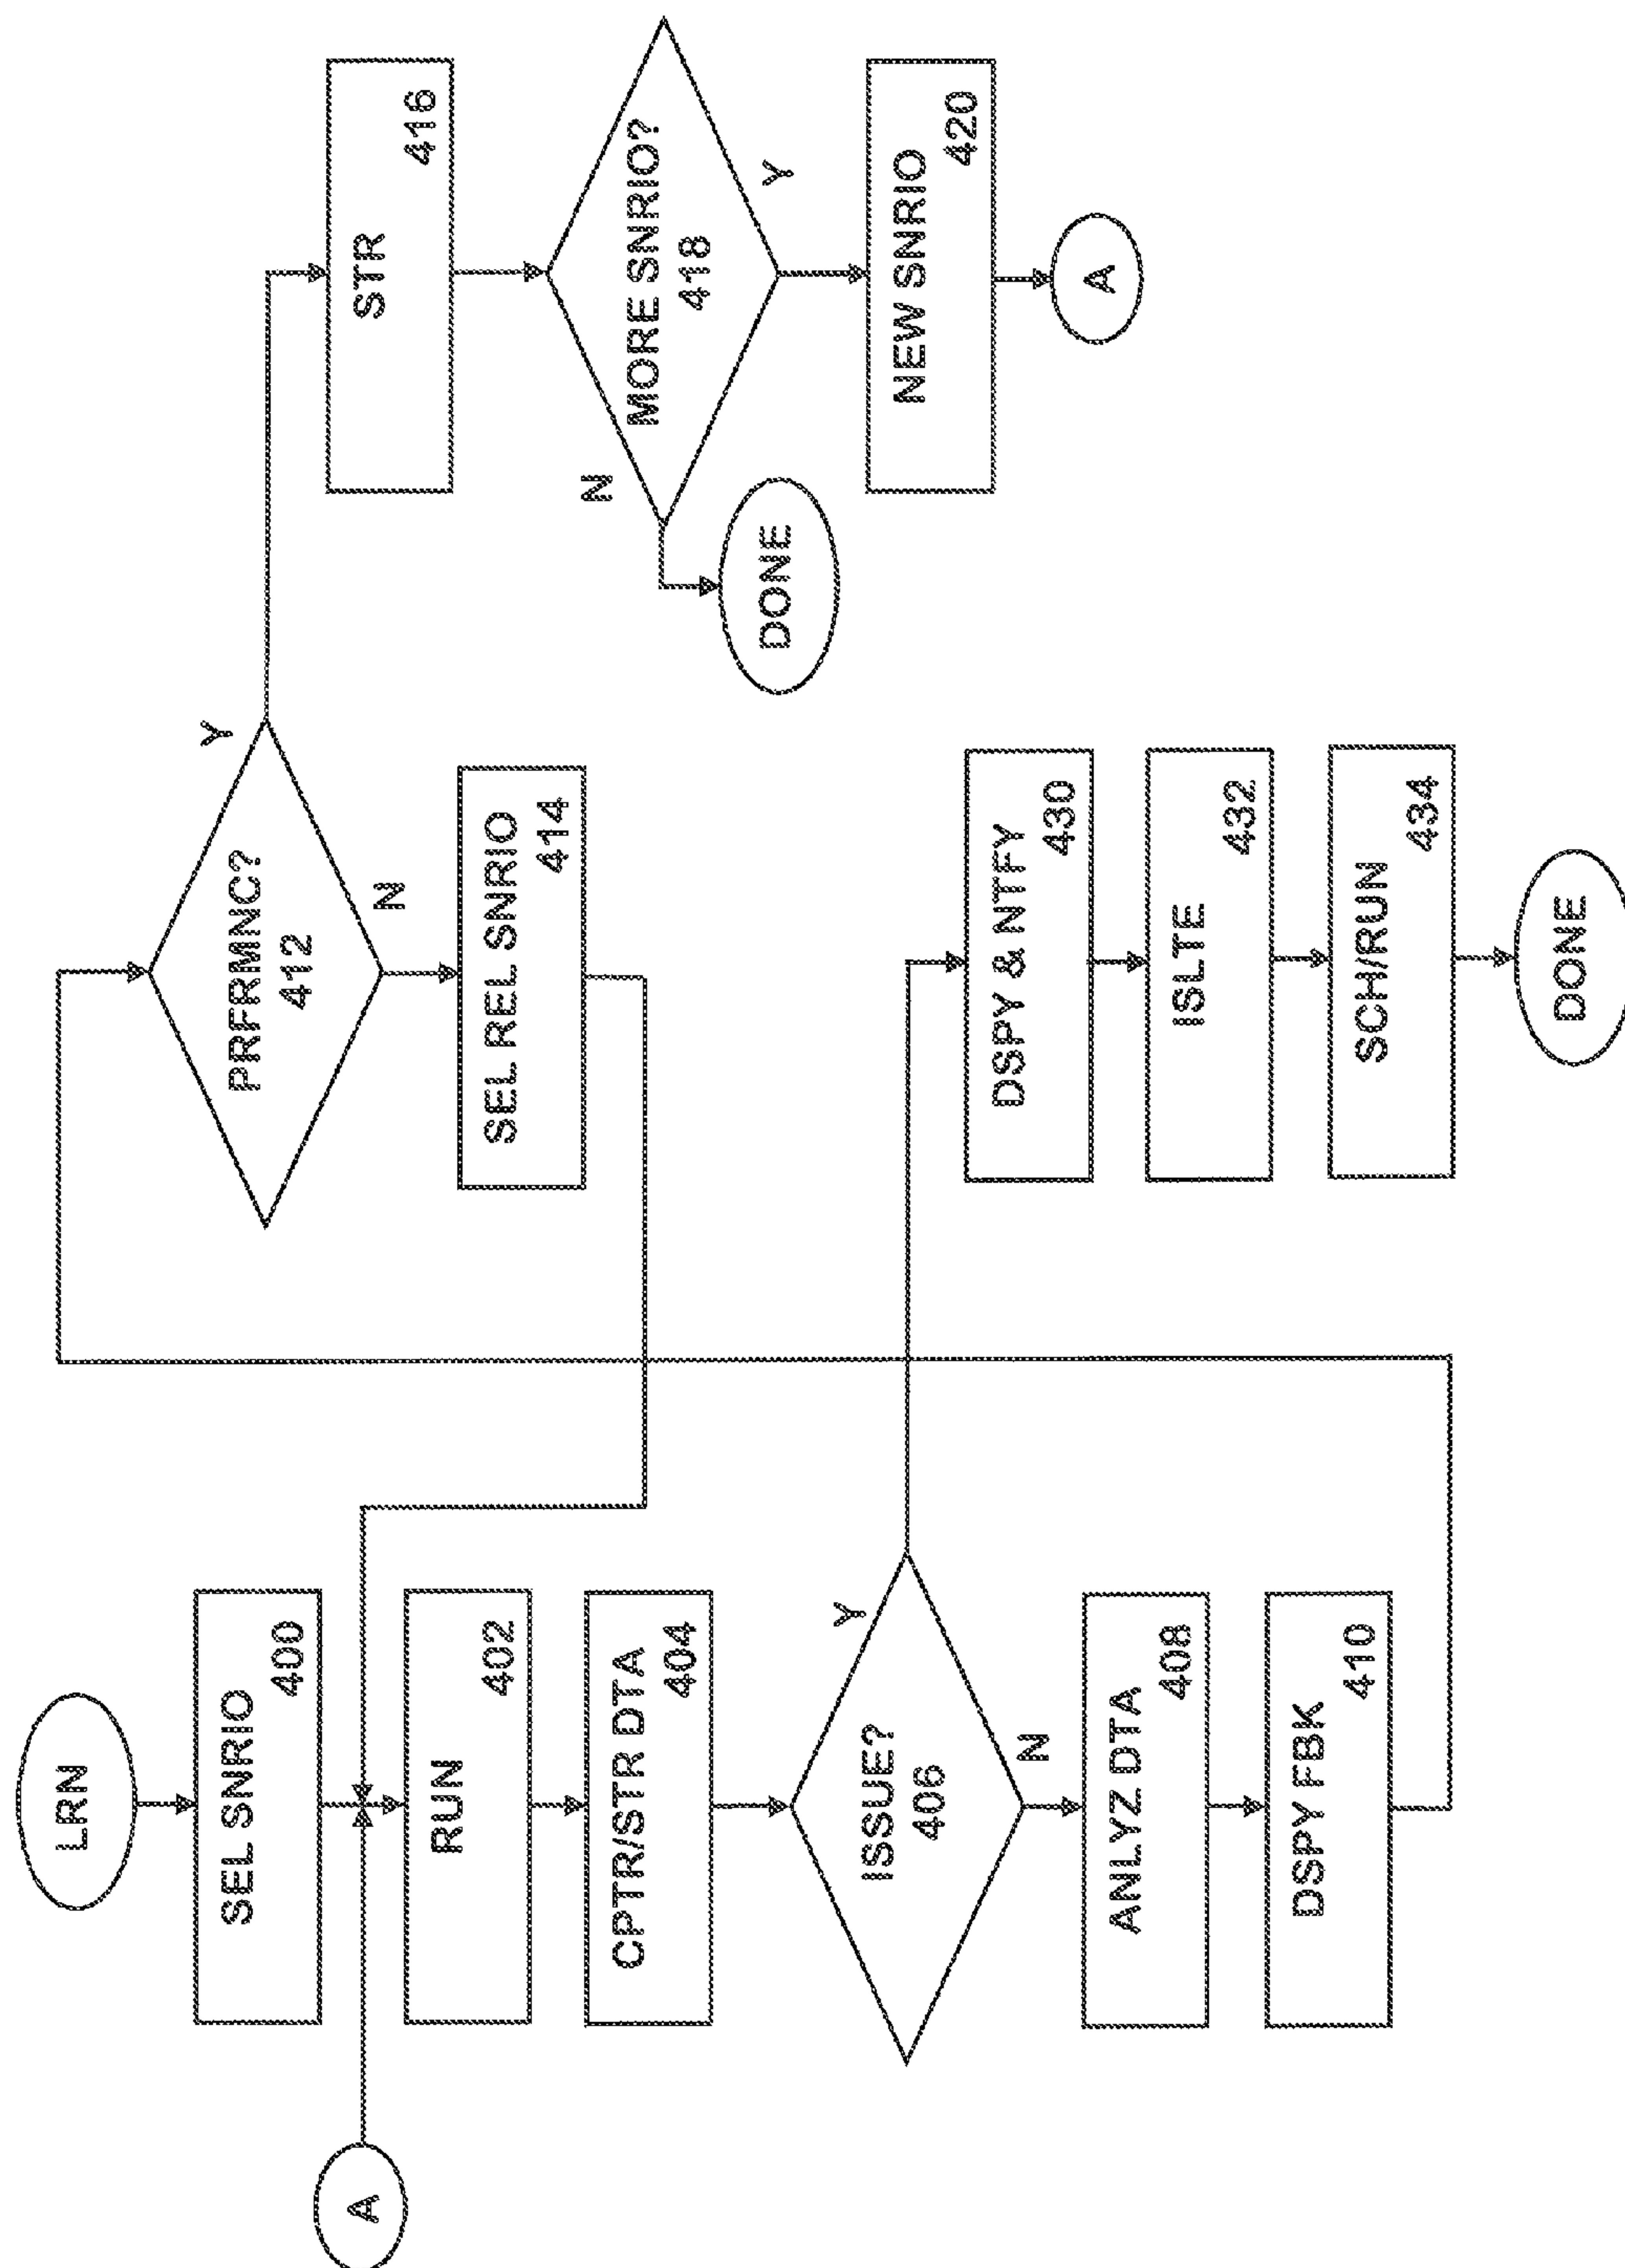 LRN
SEL SNRIO
400
A
RUN
402
CPTR/STR DTA
404
ISSUE?
406
Y
N
ANLYZ DTA
408
DSPY FBK
410
PRFRMNC?
412
Y
N
SEL REL SNRIO
414
DSPY & NTFY
430
ISLTE
432
SCH/RUN
434
DONE
STR
416
MORE SNRIO?
418
N
Y
DONE
NEW SNRIO
420
A